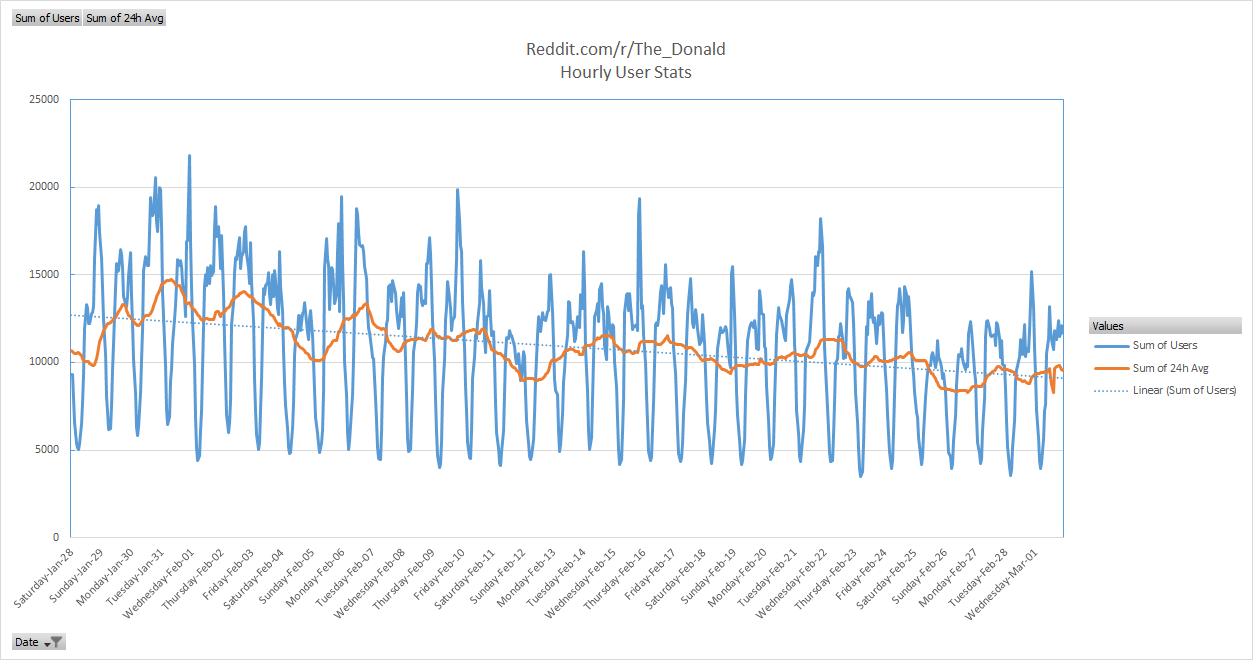 Sum of Users Sum of 24h Avg
Reddit.com/r/The_Donald
Hourly User Stats
25000
20000
15000
10000
5000
0
Values
Sum of Users
Sum of 24h Avg
Linear (Sum of Users)
Saturday-Jan-28
Sunday-Jan-29
Monday-Jan-30
Tuesday-Jan-31
Wednesday-Feb-01
Thursday-Feb-02
Friday-Feb-03
Saturday-Feb-04
Sunday-Feb-05
Monday-Feb-06
Tuesday-Feb-07
Wednesday-Feb-08
Thursday-Feb-09
Friday-Feb-10
Saturday-Feb-11
Sunday-Feb-12
Monday-Feb-13
Tuesday-Feb-14
Wednesday-Feb-15
Thursday-Feb-16
Friday-Feb-17
Saturday-Feb-18
Sunday-Feb-19
Monday-Feb-20
Tuesday-Feb-21
Wednesday-Feb-22
Thursday-Feb-23
Friday-Feb-24
Saturday-Feb-25
Sunday-Feb-26
Monday-Feb-27
Tuesday-Feb-28
Wednesday-Mar-01
Date